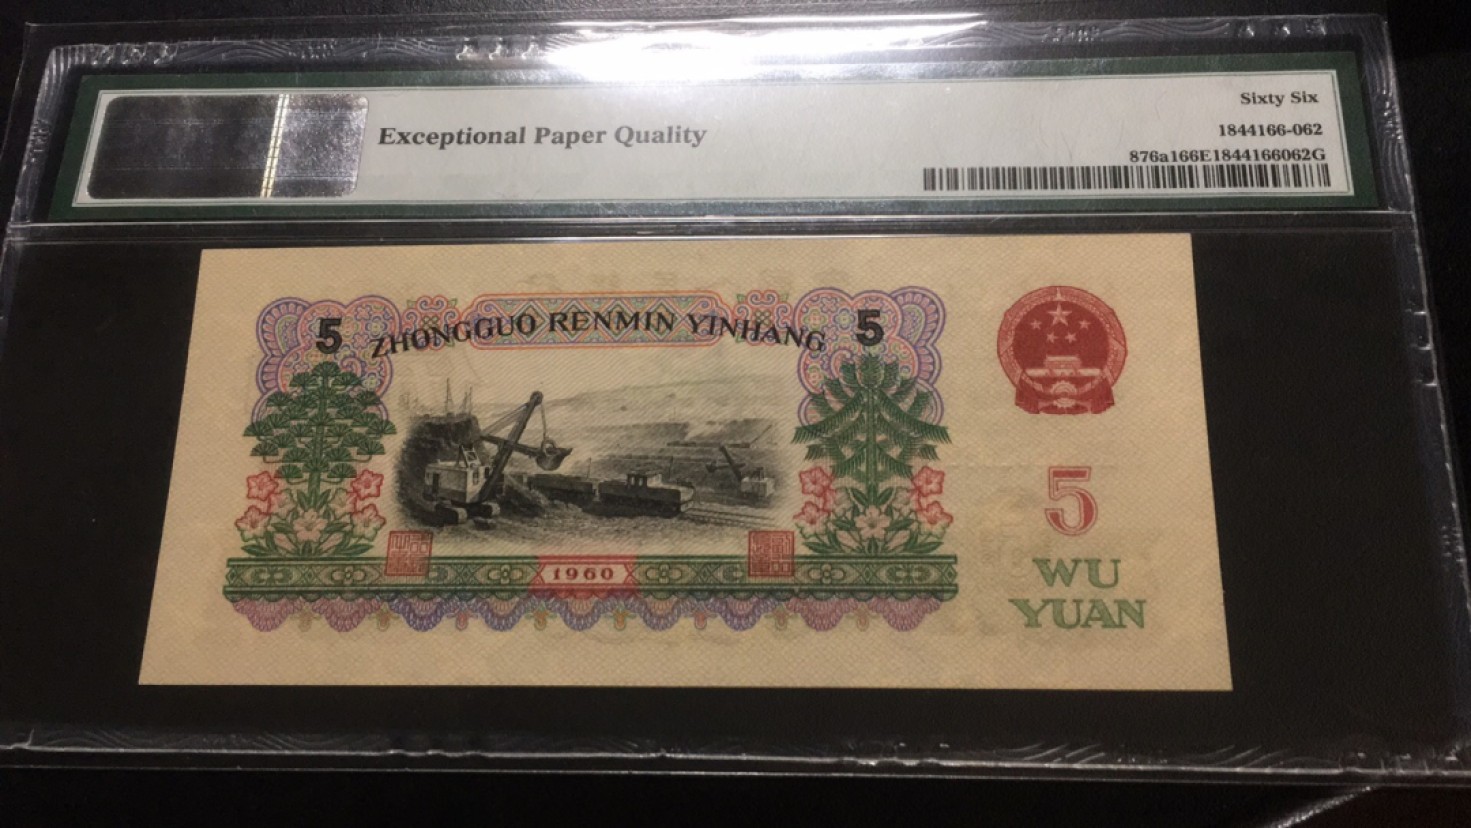 Exceptional Paper Quality
Sixty Six
1844166-062
876a166E1844166062G
5 ZHONGGUO RENMIN YINHANG 5
5
1960
WU
YUAN